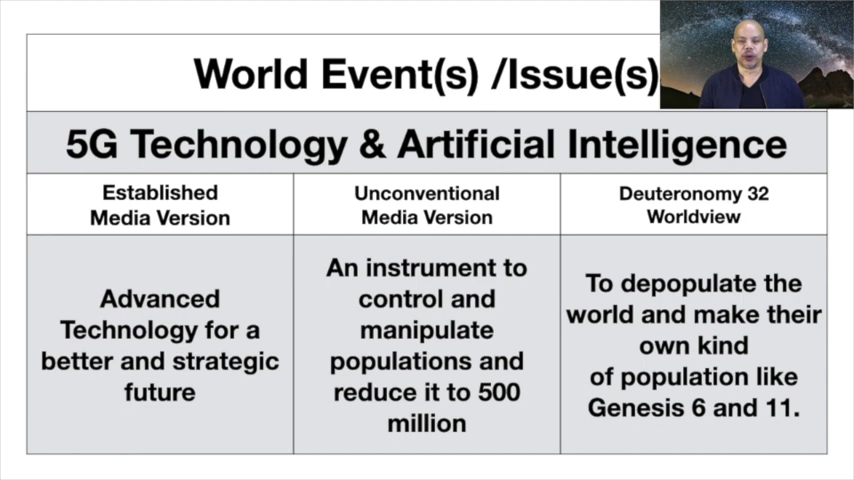 World Event(s) /Issue(s)
5G Technology & Artificial Intelligence
Established
Media Version
Unconventional
Media Version
Deuteronomy 32
Worldview
Advanced
Technology for a
better and strategic
future
An instrument to
control and
manipulate
populations and
reduce it to 500
million
To depopulate the
world and make their
own kind
of population like
Genesis 6 and 11.